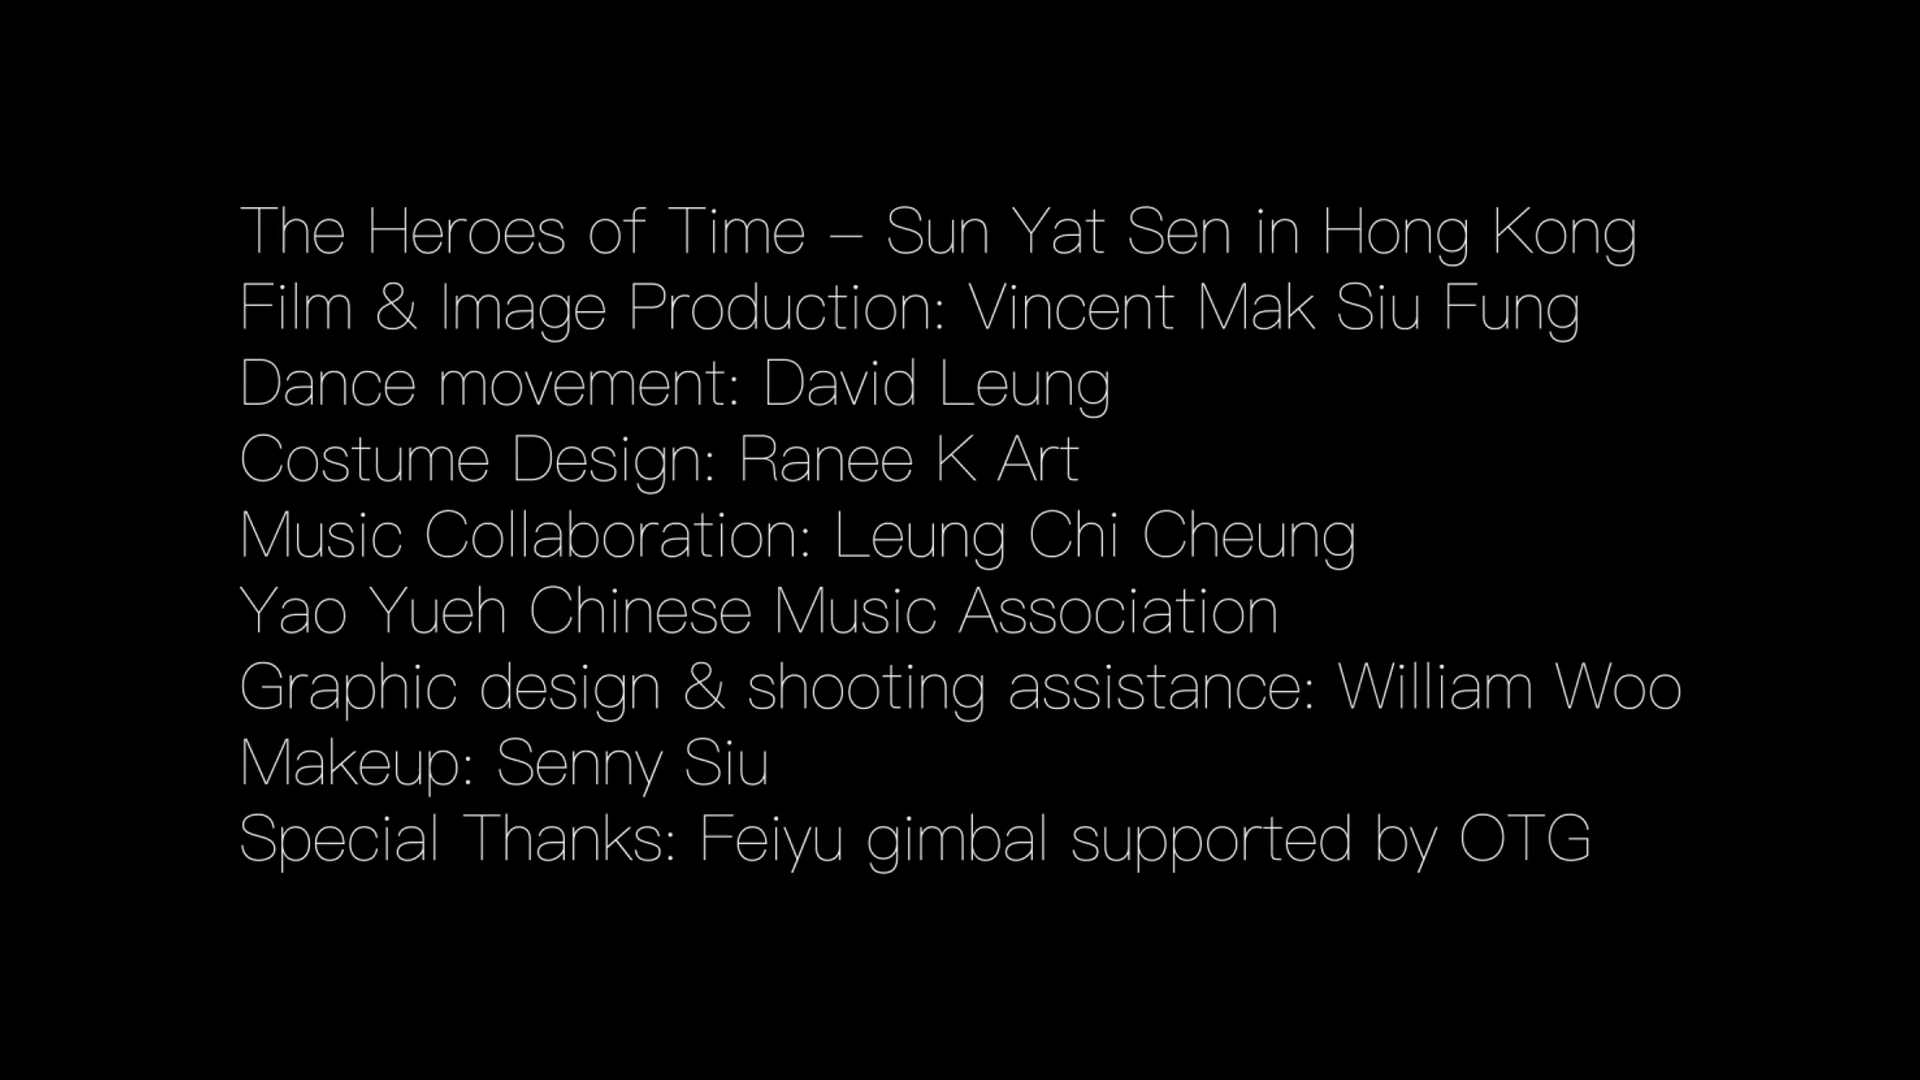 The Heroes of Time – Sun Yat Sen in Hong Kong
Film & Image Production: Vincent Mak Siu Fung
Dance movement: David Leung
Costume Design: Ranee K Art
Music Collaboration: Leung Chi Cheung
Yao Yueh Chinese Music Association
Graphic design & shooting assistance: William Woo
Makeup: Senny Siu
Special Thanks: Feiyu gimbal supported by OTG